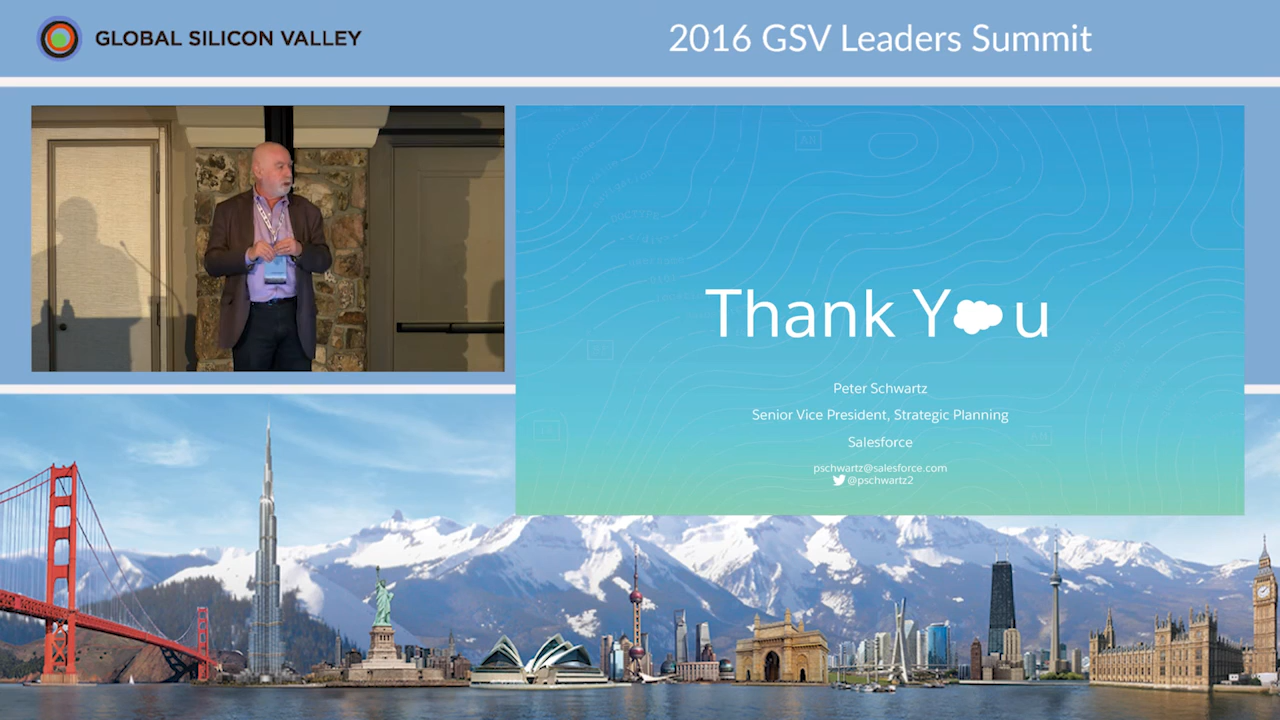 GLOBAL SILICON VALLEY
2016 GSV Leaders Summit
Thank Y u
Peter Schwartz
Senior Vice President, Strategic Planning
Salesforce
pschwartz@salesforce.com
@pschwartz2